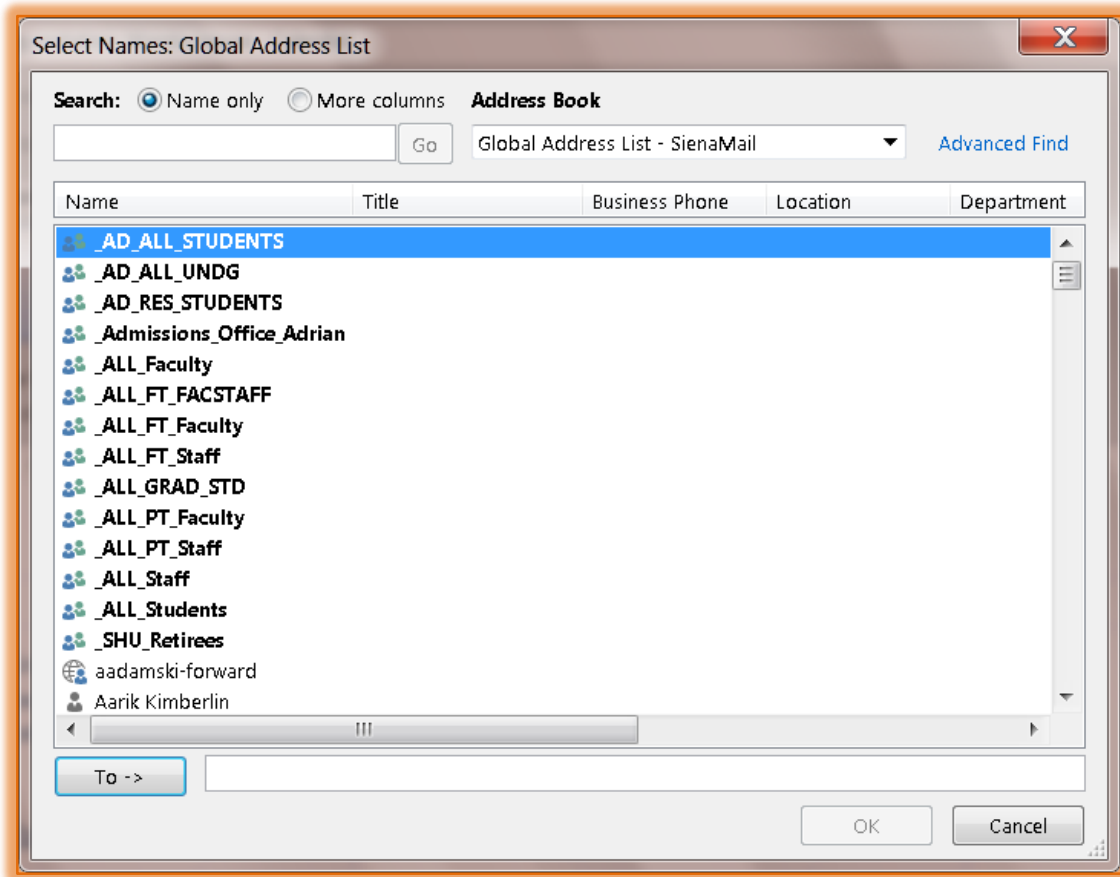 Select Names: Global Address List
X
Search: Name only More columns Address Book
Go Global Address List - SienaMail Advanced Find
Name Title Business Phone Location Department
_AD_ALL_STUDENTS
_AD_ALL_UNDG
_AD_RES_STUDENTS
_Admissions_Office_Adrian
_ALL_Faculty
_ALL_FT_FACSTAFF
_ALL_FT_Faculty
_ALL_FT_Staff
_ALL_GRAD_STD
_ALL_PT_Faculty
_ALL_PT_Staff
_ALL_Staff
_ALL_Students
_SHU_Retirees
aadamski-forward
Aarik Kimberlin
To ->
OK Cancel